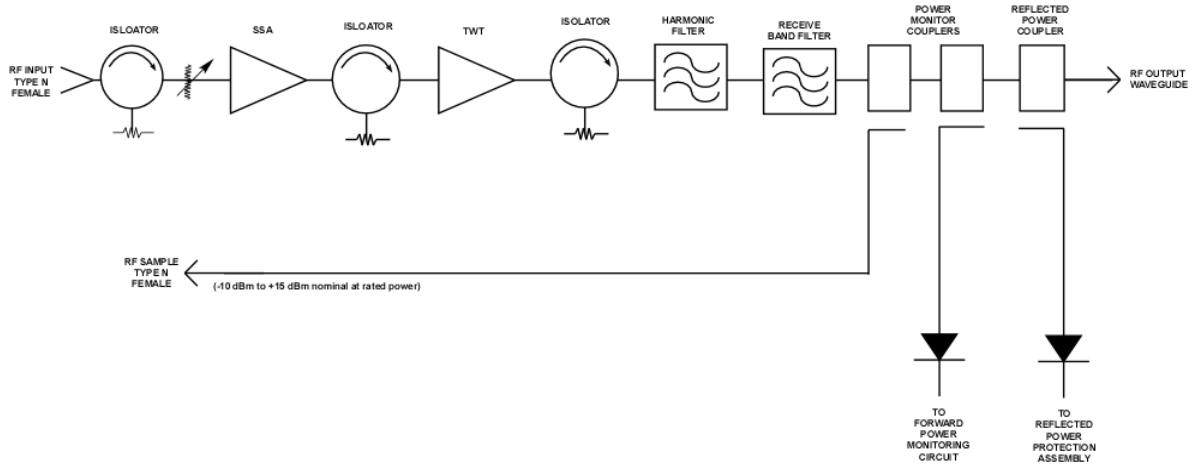 RF INPUT
TYPE N
FEMALE
ISLOATOR
SSA
ISLOATOR
TWT
ISOLATOR
HARMONIC
FILTER
RECEIVE
BAND FILTER
POWER
MONITOR
COUPLERS
REFLECTED
POWER
COUPLER
RF OUTPUT
WAVEGUIDE
RF SAMPLE
TYPE N
FEMALE
(-10 dBm to +15 dBm nominal at rated power)
TO
FORWARD
POWER
MONITORING
CIRCUIT
TO
REFLECTED
POWER
PROTECTION
ASSEMBLY